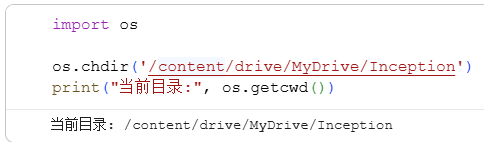 import os
os.chdir('/content/drive/MyDrive/Inception')
print("当前目录:", os.getcwd())
当前目录: /content/drive/MyDrive/Inception